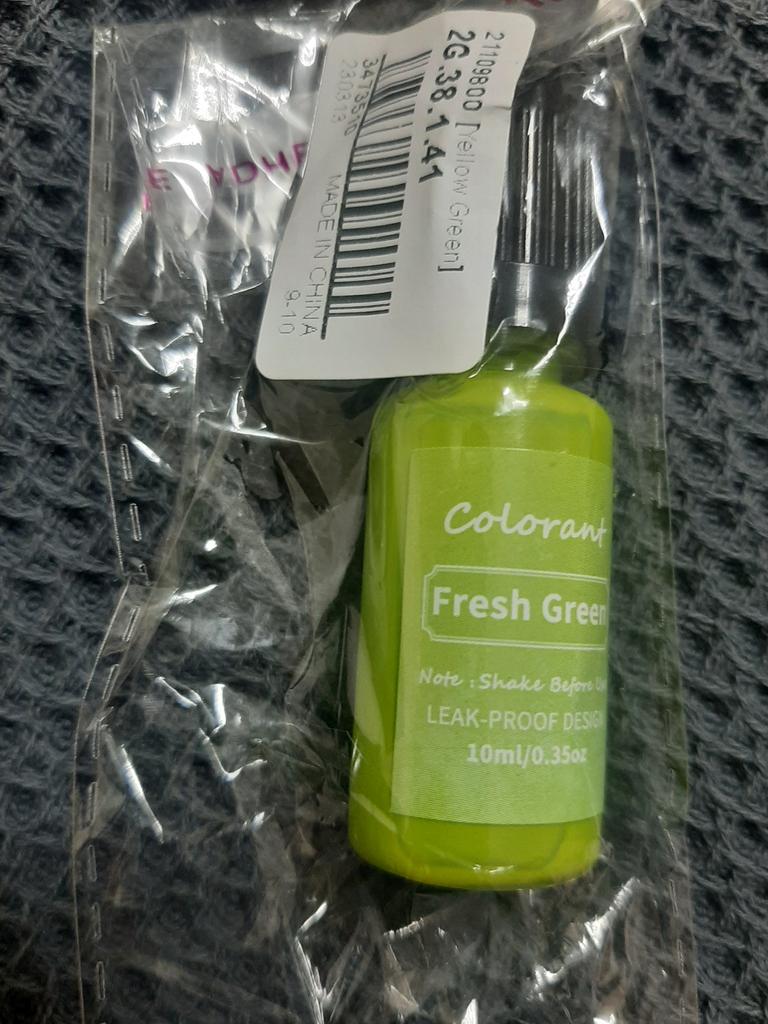 21109800 [Yellow Green]
2G.38.1.41
230313
MADE IN CHINA
9-10
Colorant
Fresh Green
Note : Shake Before
LEAK-PROOF DESIGN
10ml/0.35oz